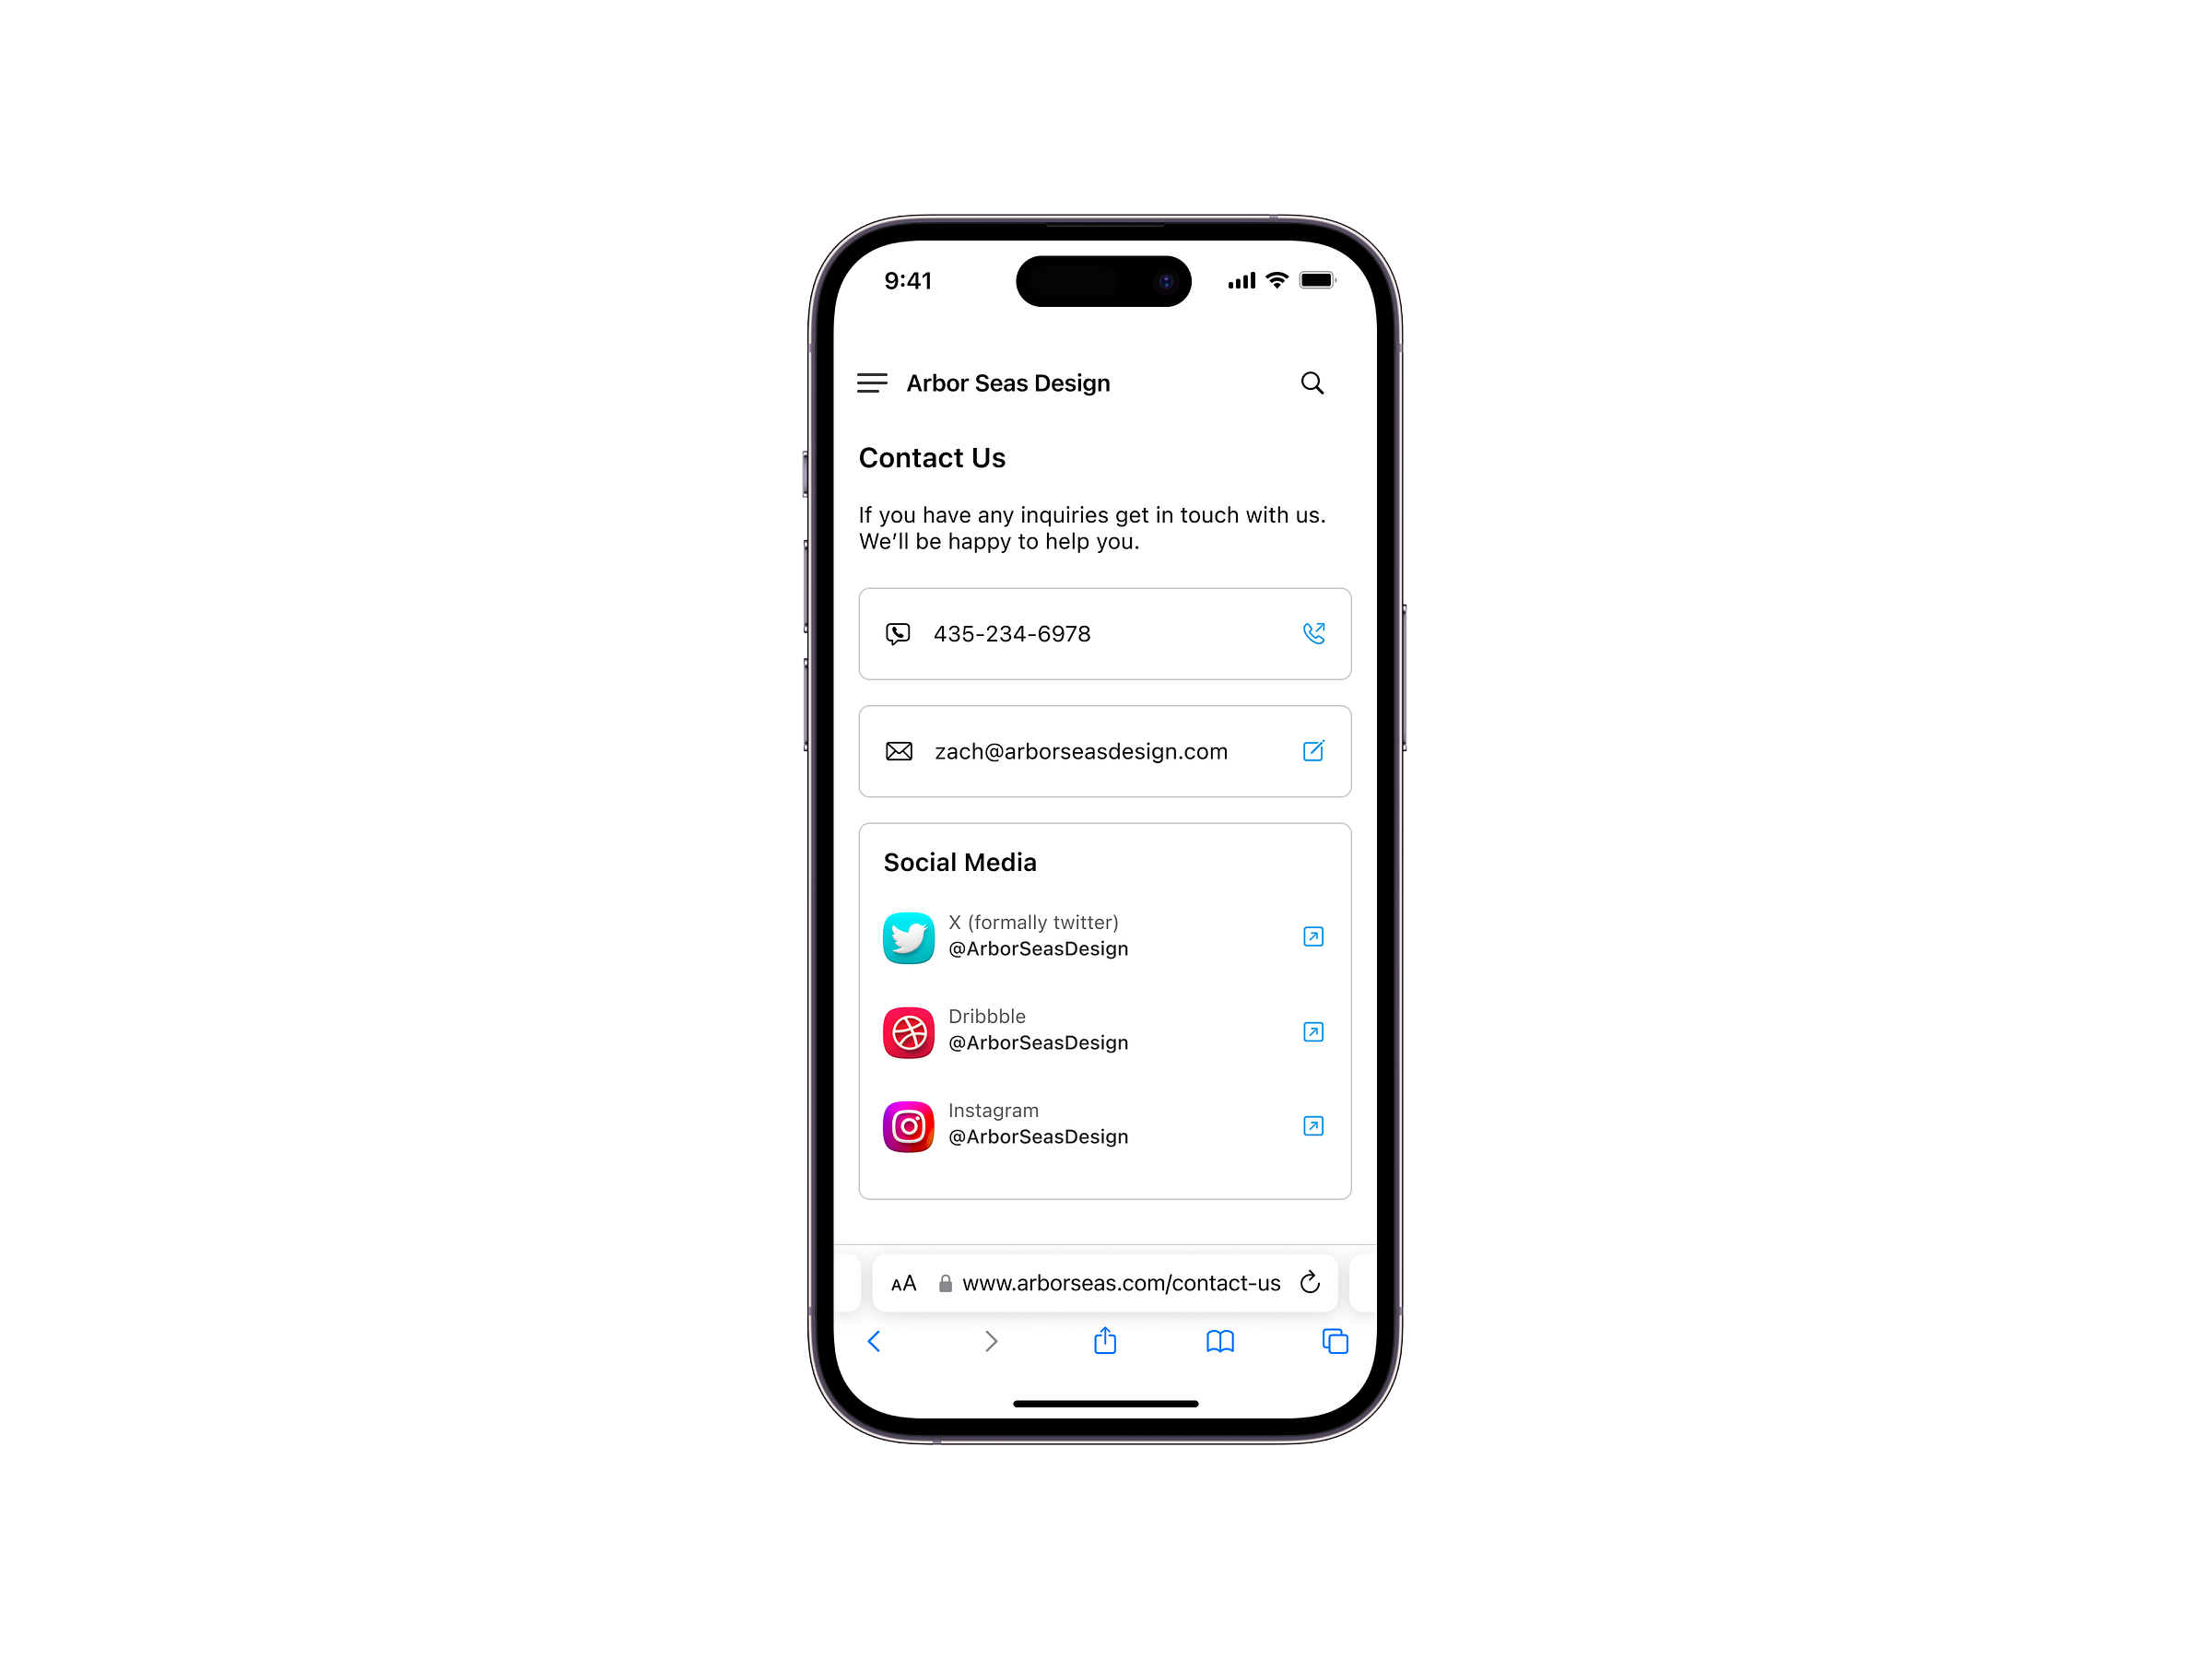 9:41
Arbor Seas Design
Contact Us
If you have any inquiries get in touch with us.
We’ll be happy to help you.
435-234-6978
zach@arborseasdesign.com
Social Media
X (formally twitter)
@ArborSeasDesign
Dribbble
@ArborSeasDesign
Instagram
@ArborSeasDesign
AA www.arborseas.com/contact-us